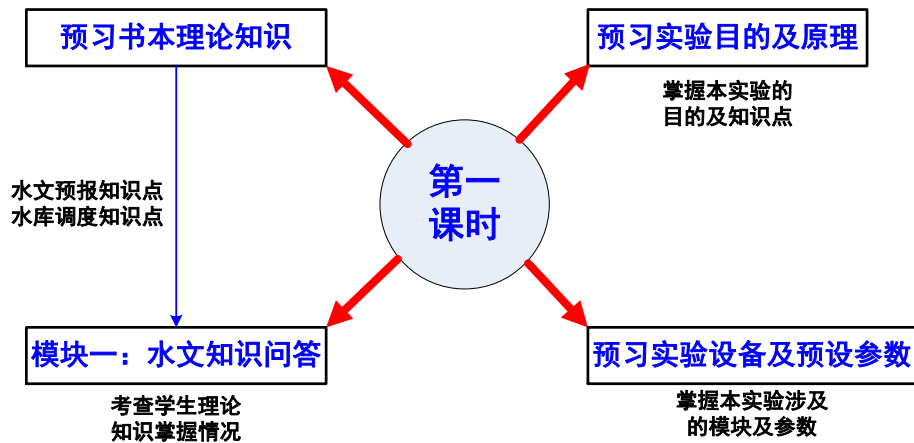 预习书本理论知识
预习实验目的及原理
掌握本实验的
目的及知识点
第一
课时
水文预报知识点
水库调度知识点
模块一：水文知识问答
预习实验设备及预设参数
考查学生理论
知识掌握情况
掌握本实验涉及
的模块及参数